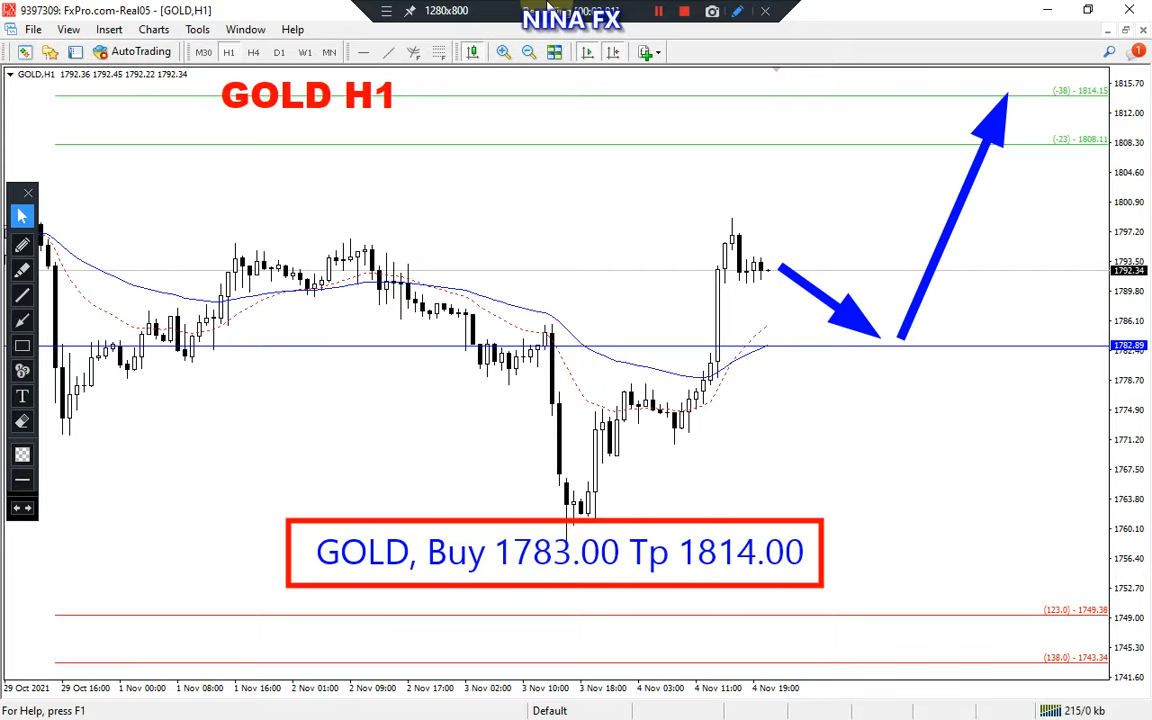 9397309: FxPro.com-Real05 - [GOLD,H1]
1280x800
NINA FX
File View Insert Charts Tools Window Help
AutoTrading M30 H1 H4 D1 W1 MN
1
GOLD,H1 1792.36 1792.45 1792.22 1792.34
GOLD H1
(-38) - 1814.15
(-23) - 1808.11
1815.70
1812.00
1808.30
1804.60
1800.90
1797.20
1793.50
1792.34
1789.80
1786.10
1782.89
1782.40
1778.70
1774.90
1771.20
1767.50
1763.80
1760.10
1756.40
1752.70
1749.00
1745.30
1741.60
T
GOLD, Buy 1783.00 Tp 1814.00
(123.0) - 1749.38
(138.0) - 1743.34
29 Oct 2021 29 Oct 16:00 1 Nov 00:00 1 Nov 08:00 1 Nov 16:00 2 Nov 01:00 2 Nov 09:00 2 Nov 17:00 3 Nov 02:00 3 Nov 10:00 3 Nov 18:00 4 Nov 03:00 4 Nov 11:00 4 Nov 19:00
For Help, press F1 Default 215/0 kb